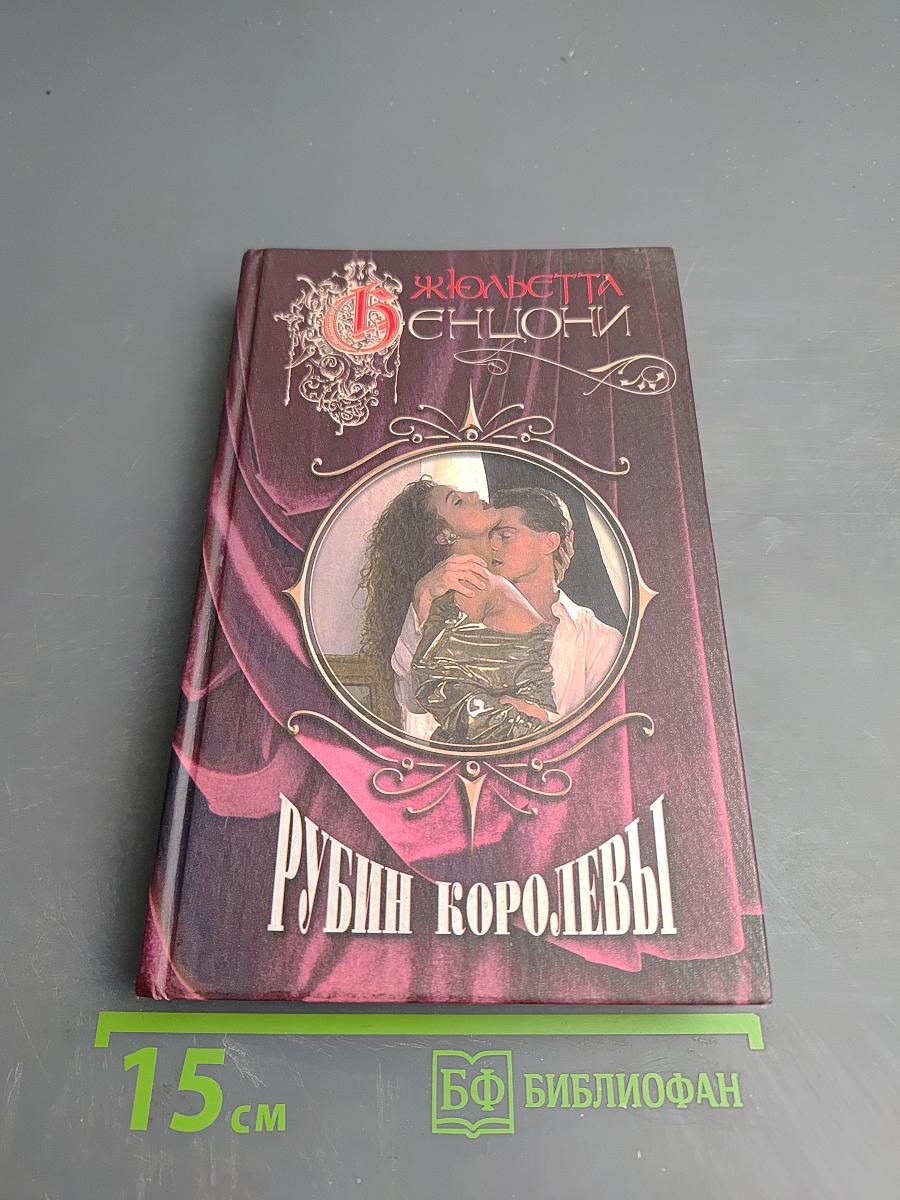 ЖЮЛЬЕТТА
БЕНЦОНИ
РУБИН КОРОЛЕВЫ
15 см
БФ БИБЛИОФАН